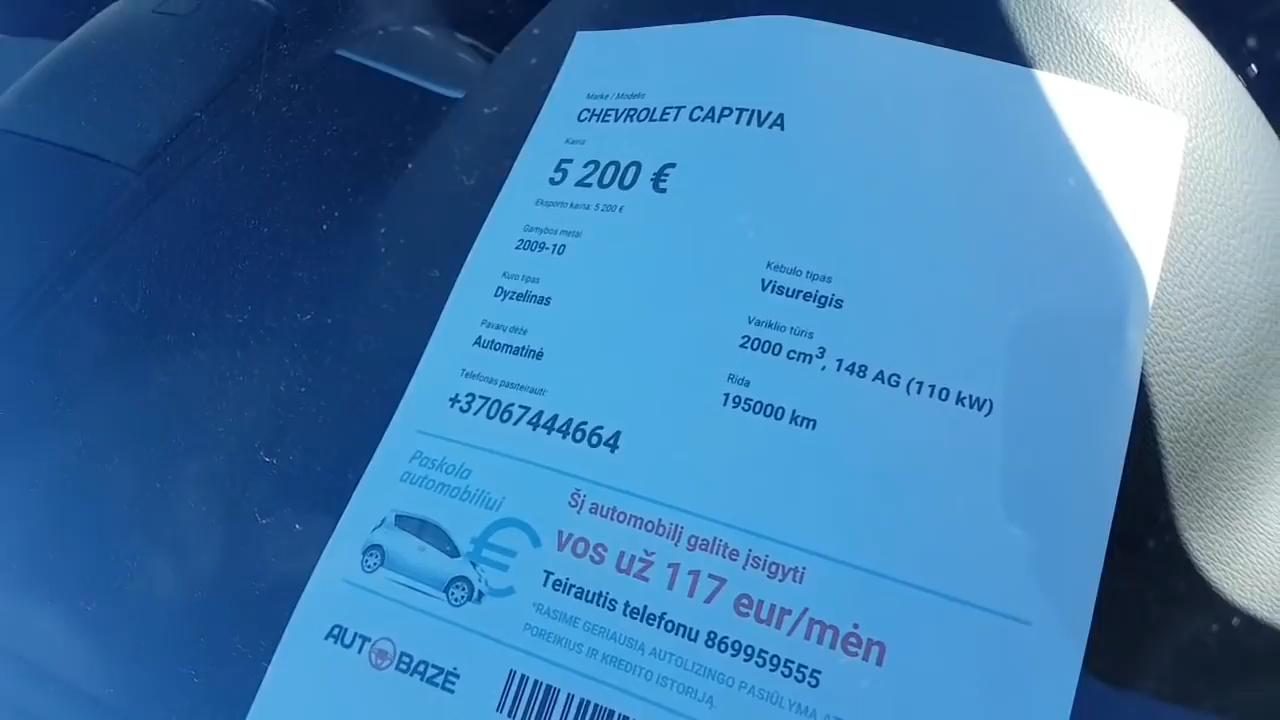 Markė / Modelis
CHEVROLET CAPTIVA
Kaina
5 200 €
Eksporto kaina: 5 200 €
Gamybos metai
2009-10
Kuro tipas
Dyzelinas
Pavarų dėžė
Automatinė
Telefonas pasiteirauti:
+37067444664
Kėbulo tipas
Visureigis
Variklio tūris
2000 cm³, 148 AG (110 kW)
Rida
195000 km
Paskola
automobiliui
Šį automobilį galite įsigyti
vos už 117 eur/mėn
Teirautis telefonu 869959555
*RASIME GERIAUSIĄ AUTOLIZINGO PASIŪLYMĄ
POREIKIUS IR KREDITO ISTORIJĄ.
AUTOBAZĖ